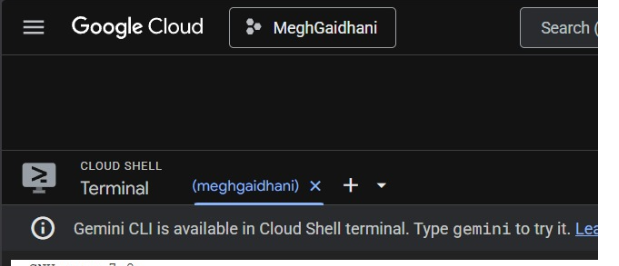 Google Cloud
MeghGaidhani
Search (
CLOUD SHELL
Terminal
(meghgaidhani)
Gemini CLI is available in Cloud Shell terminal. Type gemini to try it. Lea